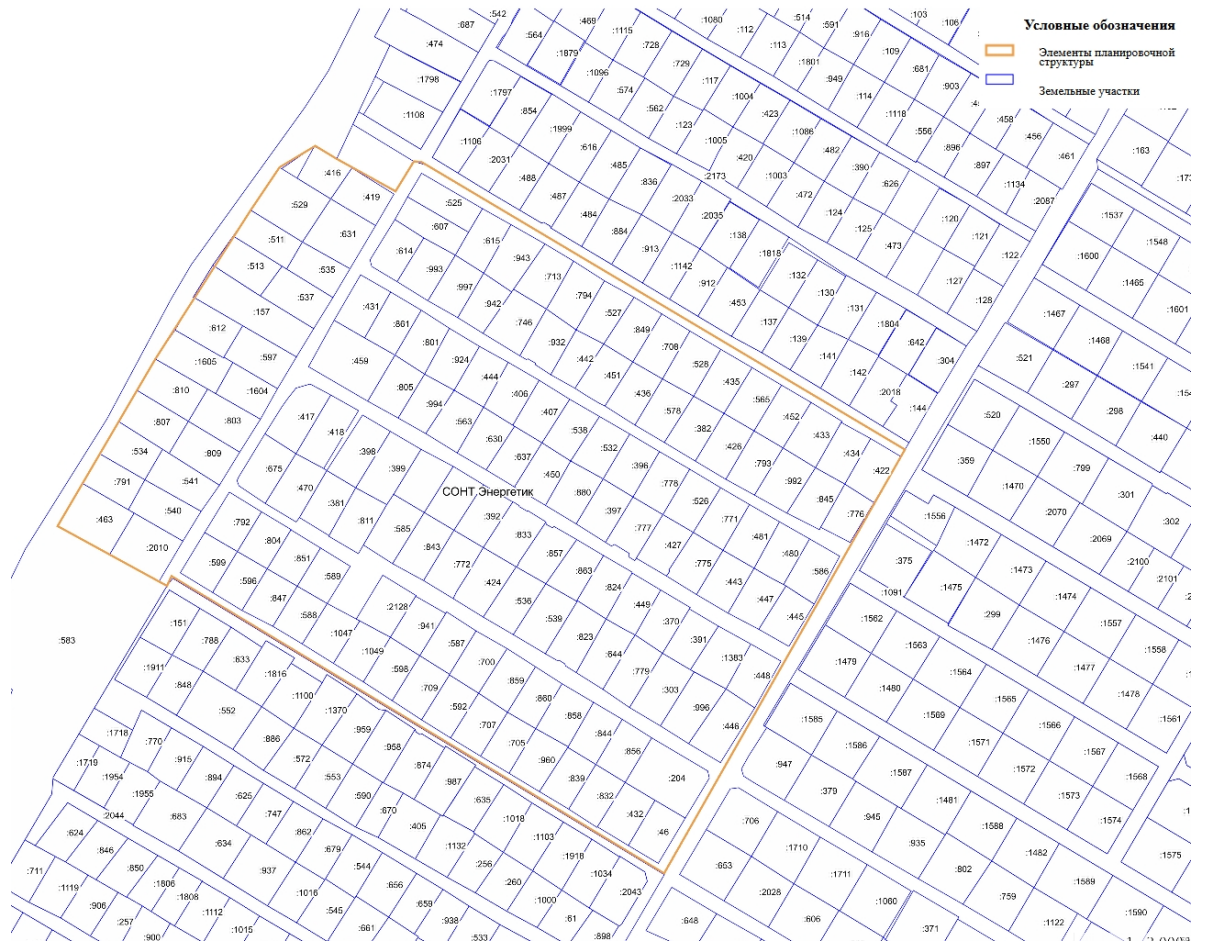 Условные обозначения
Элементы планировочной
структуры
Земельные участки
:687 :542 :469 :1115 :1080 :112 :514 :591 :916 :103 :106
:474 :564 :1879 :728 :113 :109
:1798 :1096 :574 :729 :117 :1801 :949 :681 :903
:1108 :1797 :854 :562 :1004 :423 :114 :1118 :458
:1106 :1999 :616 :123 :1005 :1086 :482 :556 :896 :456 :461 :163
:2031 :488 :485 :836 :2173 :420 :1003 :390 :626 :897 :1134 :2087
:416 :419 :487 :484 :2033 :2035 :472 :124 :120 :1537
:529 :525 :607 :884 :913 :138 :125 :473 :121 :122 :1548
:511 :631 :614 :615 :943 :1142 :912 :1818 :132 :130 :127 :128 :1600 :1465
:513 :535 :993 :997 :713 :794 :453 :137 :131 :1804 :642 :1601
:157 :537 :431 :942 :746 :527 :849 :139 :141 :304 :1467 :1468
:612 :597 :861 :801 :932 :442 :708 :528 :142 :2018 :144 :521 :1541
:1605 :1604 :459 :924 :444 :451 :436 :435 :565 :297 :298
:810 :803 :805 :994 :406 :407 :578 :382 :452 :433 :520 :440
:807 :809 :417 :418 :563 :630 :538 :532 :426 :793 :434 :422 :359 :1550
:534 :541 :675 :398 :399 :637 :450 :396 :778 :992 :845 :1470 :799 :301
:791 :540 :470 :381 СОНТ Энергетик :880 :526 :776 :2070 :302
:463 :2010 :792 :811 :585 :392 :833 :397 :777 :771 :481 :1556 :2069 :2100 :2101
:599 :804 :851 :843 :772 :857 :863 :427 :775 :480 :586 :375 :1472 :1473
:596 :847 :589 :424 :536 :824 :449 :443 :447 :445 :1091 :1475 :299 :1474 :1557
:583 :151 :788 :588 :1047 :2128 :941 :539 :823 :370 :391 :1562 :1563 :1476 :1558
:1911 :848 :633 :1816 :1049 :598 :587 :700 :644 :779 :1383 :448 :1479 :1480 :1564 :1477 :1478
:552 :1100 :1370 :709 :592 :859 :860 :303 :996 :446 :1585 :1569 :1565 :1566 :1561
:1718 :770 :886 :959 :958 :707 :705 :858 :844 :1586 :1571 :1567 :1568
:1719 :1954 :915 :894 :572 :553 :874 :987 :960 :839 :856 :204 :947 :1587 :1572 :1573
:1955 :2044 :683 :625 :747 :590 :670 :635 :832 :432 :46 :379 :945 :1481 :1588 :1574
:624 :846 :634 :862 :679 :405 :1132 :1018 :1103 :706 :1710 :935 :1482 :1575
:711 :850 :1806 :937 :544 :656 :256 :260 :1918 :1034 :663 :1711 :802 :1589
:1119 :906 :1808 :1112 :1016 :545 :659 :938 :1000 :2043 :2028 :1060 :759 :1590
:257 :900 :1015 :661 :533 :61 :898 :648 :606 :371 :1122